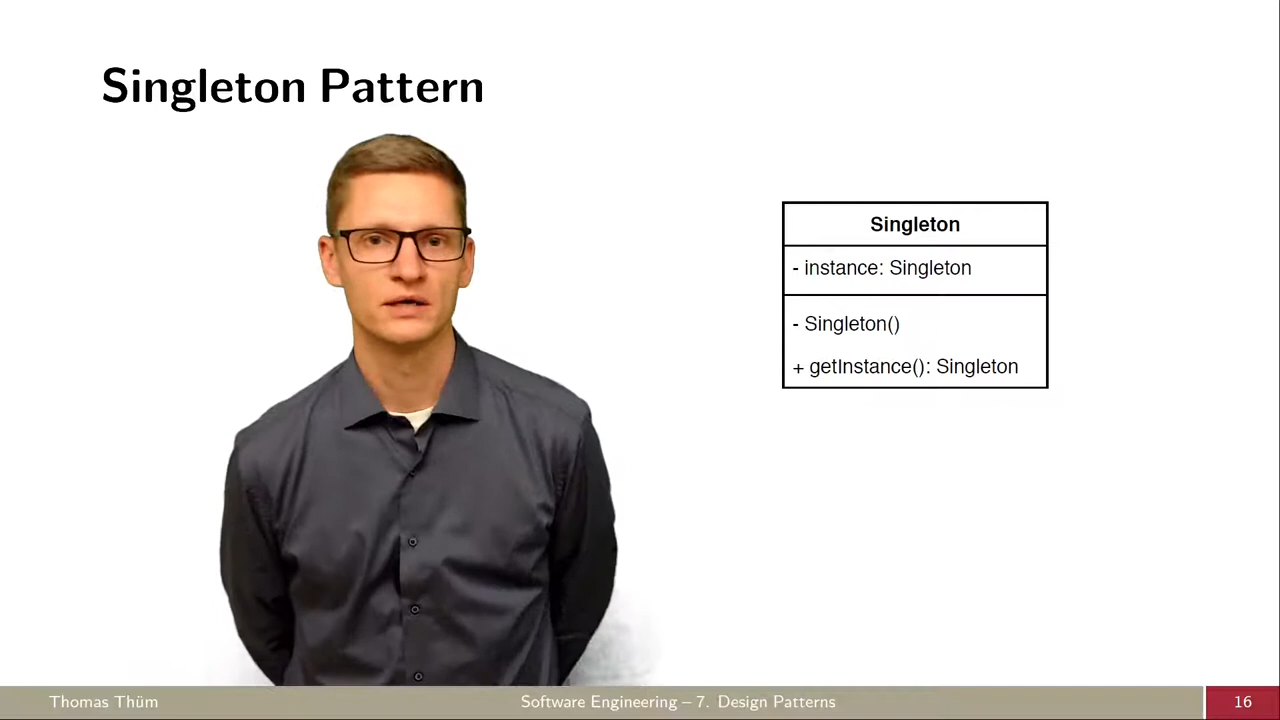 Singleton Pattern
Singleton
- instance: Singleton
- Singleton()
+ getInstance(): Singleton
Thomas Thüm
Software Engineering – 7. Design Patterns
16